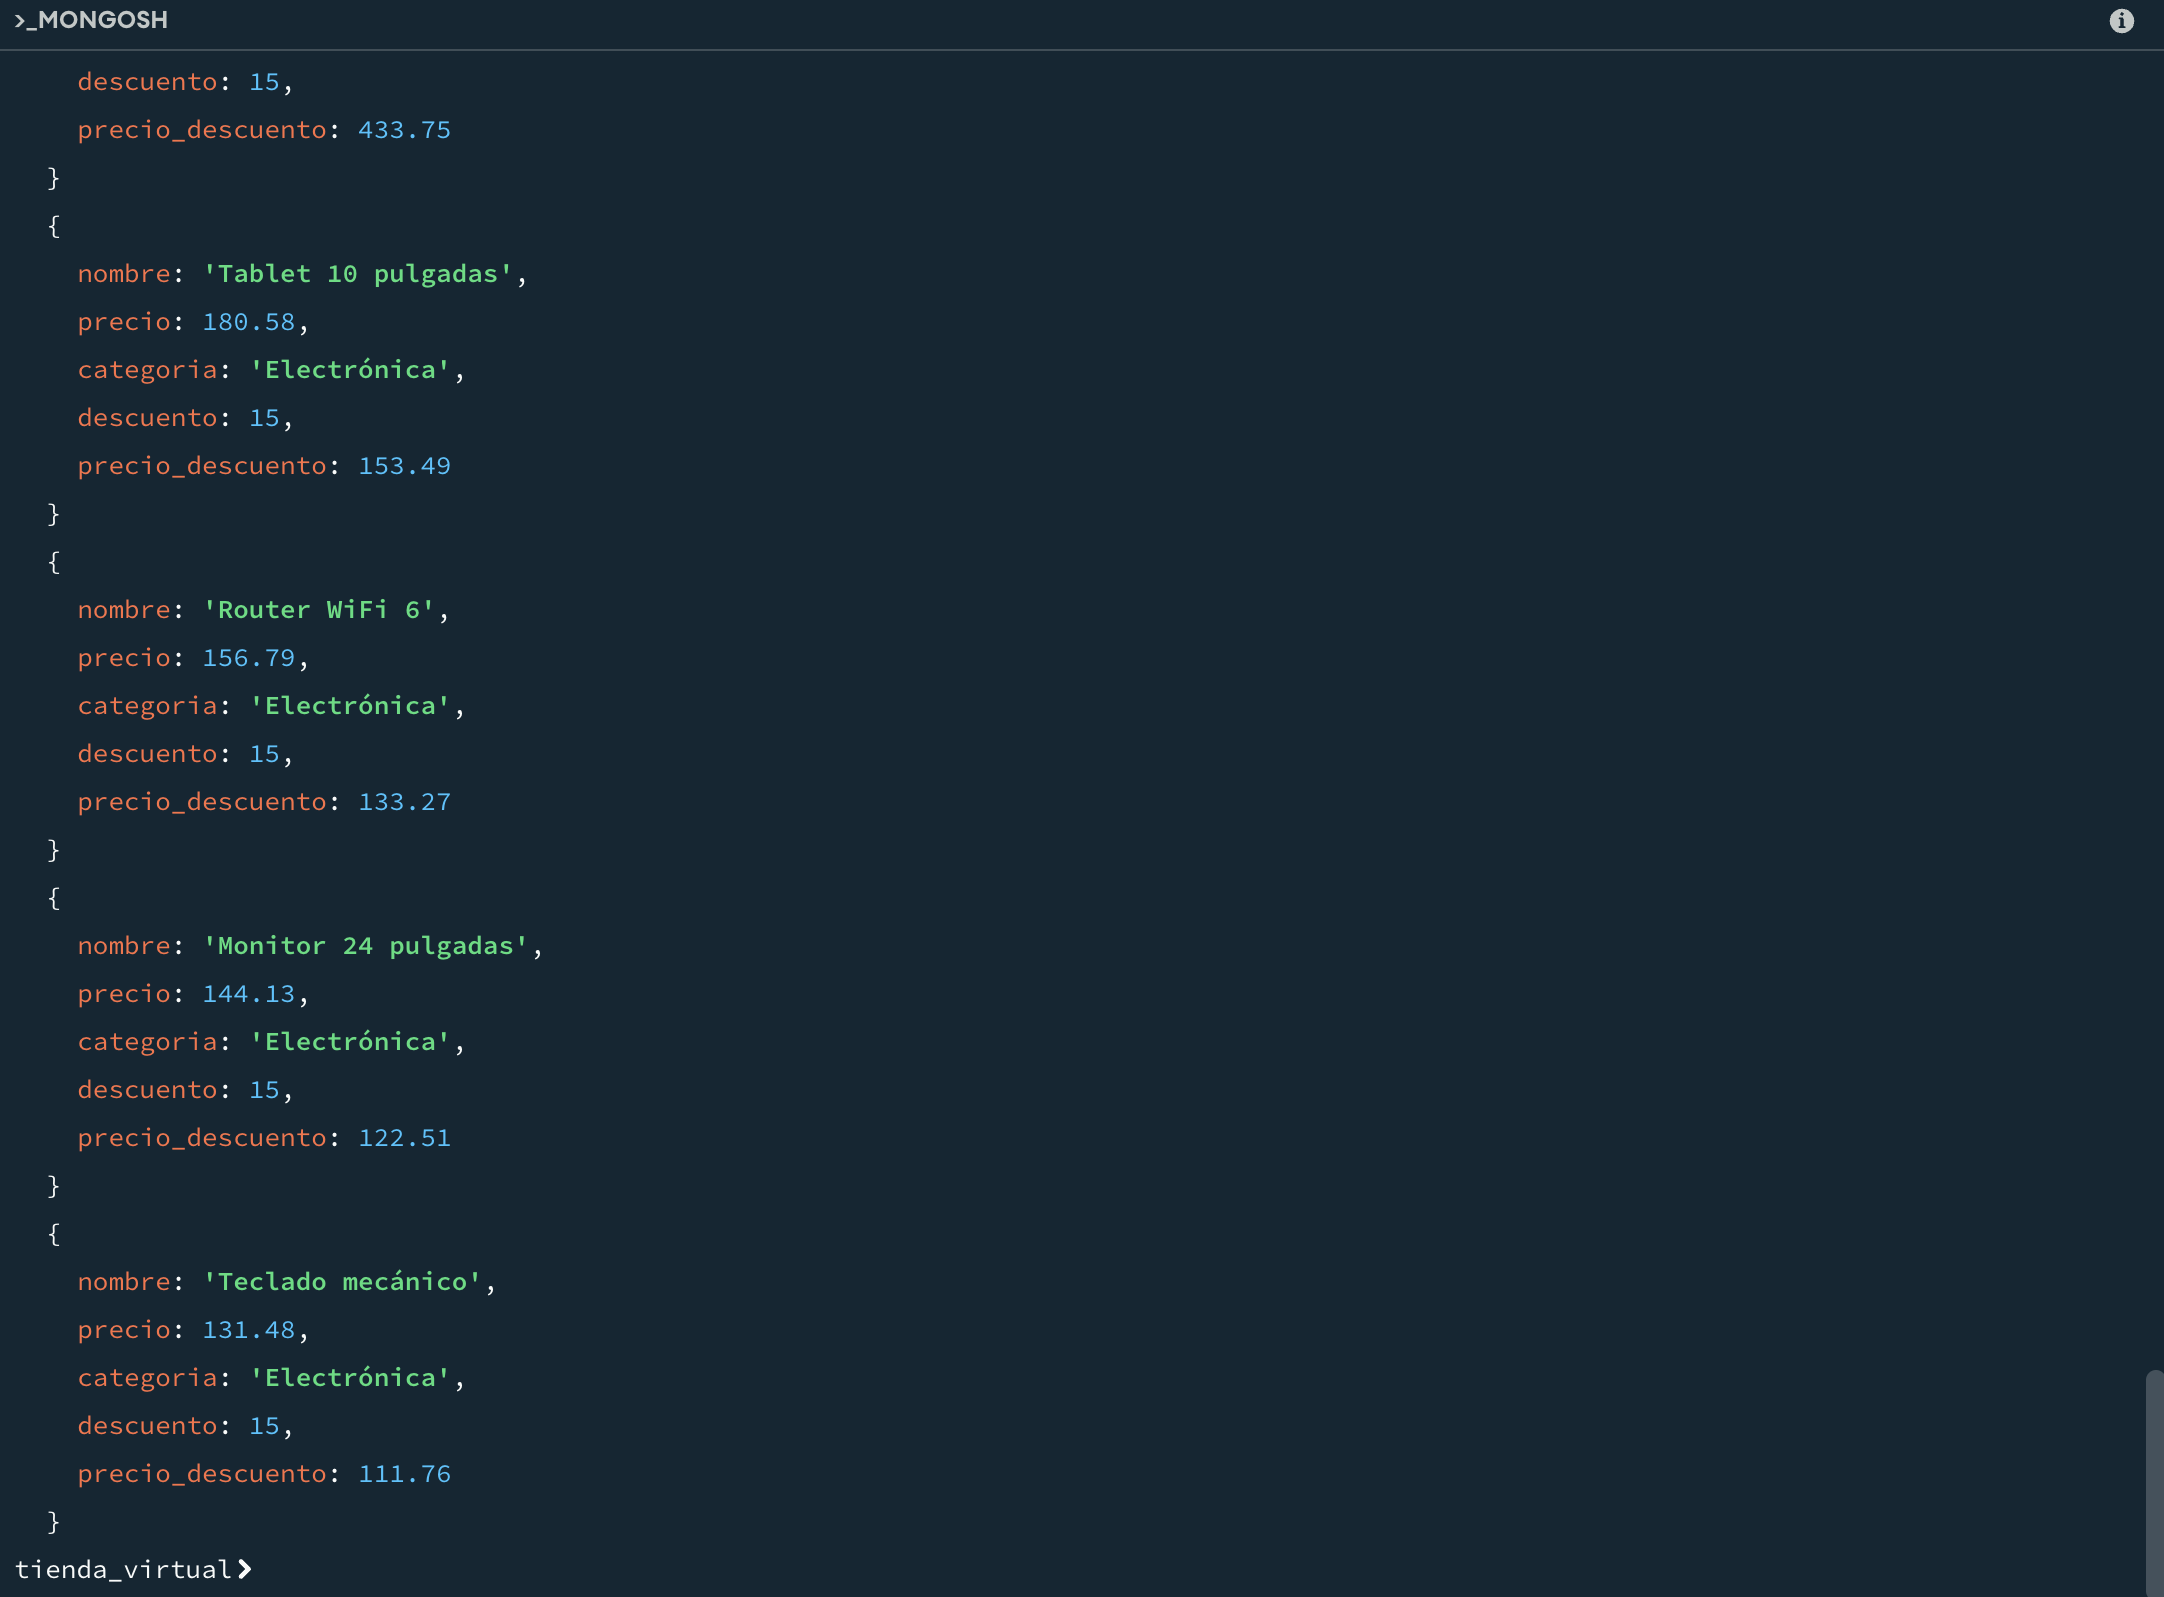 >_MONGOSH
descuento: 15,
precio_descuento: 433.75
}
{
nombre: 'Tablet 10 pulgadas',
precio: 180.58,
categoria: 'Electrónica',
descuento: 15,
precio_descuento: 153.49
}
{
nombre: 'Router WiFi 6',
precio: 156.79,
categoria: 'Electrónica',
descuento: 15,
precio_descuento: 133.27
}
{
nombre: 'Monitor 24 pulgadas',
precio: 144.13,
categoria: 'Electrónica',
descuento: 15,
precio_descuento: 122.51
}
{
nombre: 'Teclado mecánico',
precio: 131.48,
categoria: 'Electrónica',
descuento: 15,
precio_descuento: 111.76
}
tienda_virtual>